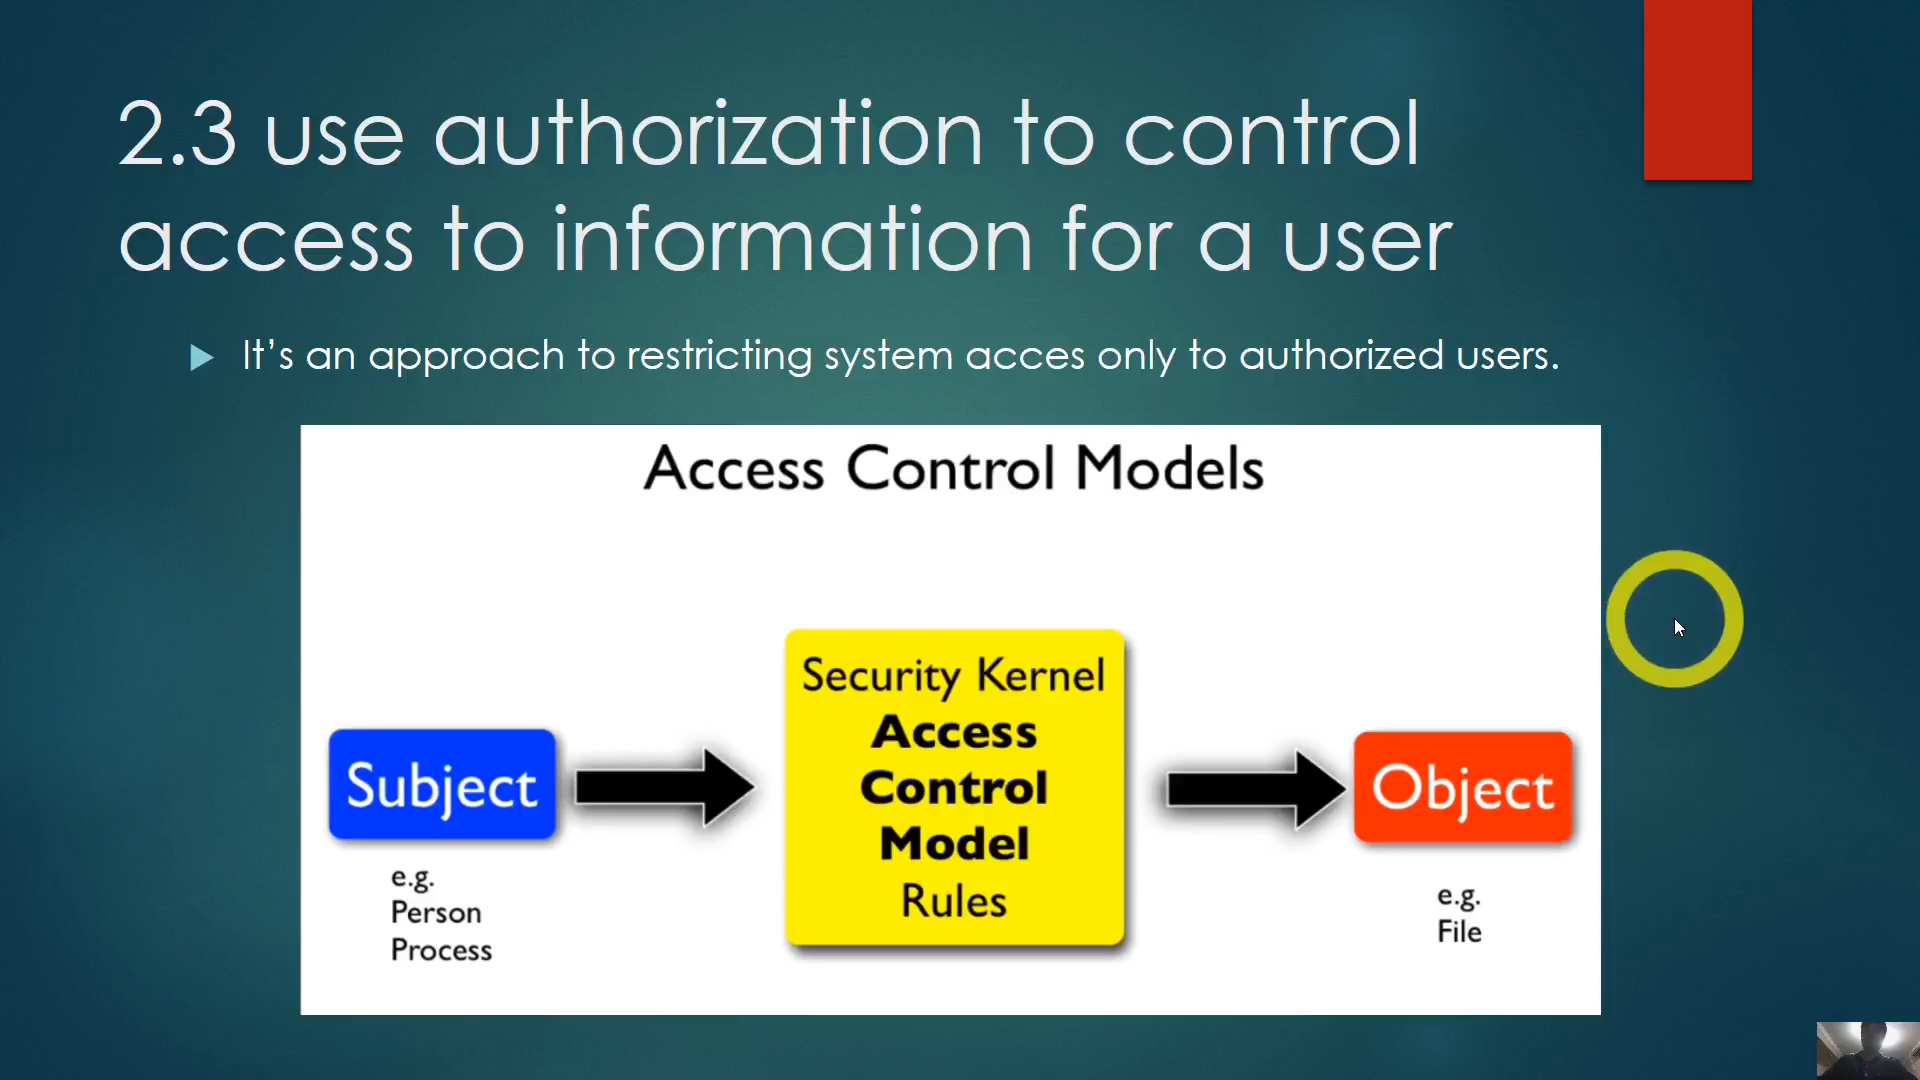 2.3 use authorization to control
access to information for a user
It’s an approach to restricting system acces only to authorized users.
Access Control Models
Security Kernel
Access
Control
Model
Rules
Subject
Object
e.g.
Person
Process
e.g.
File